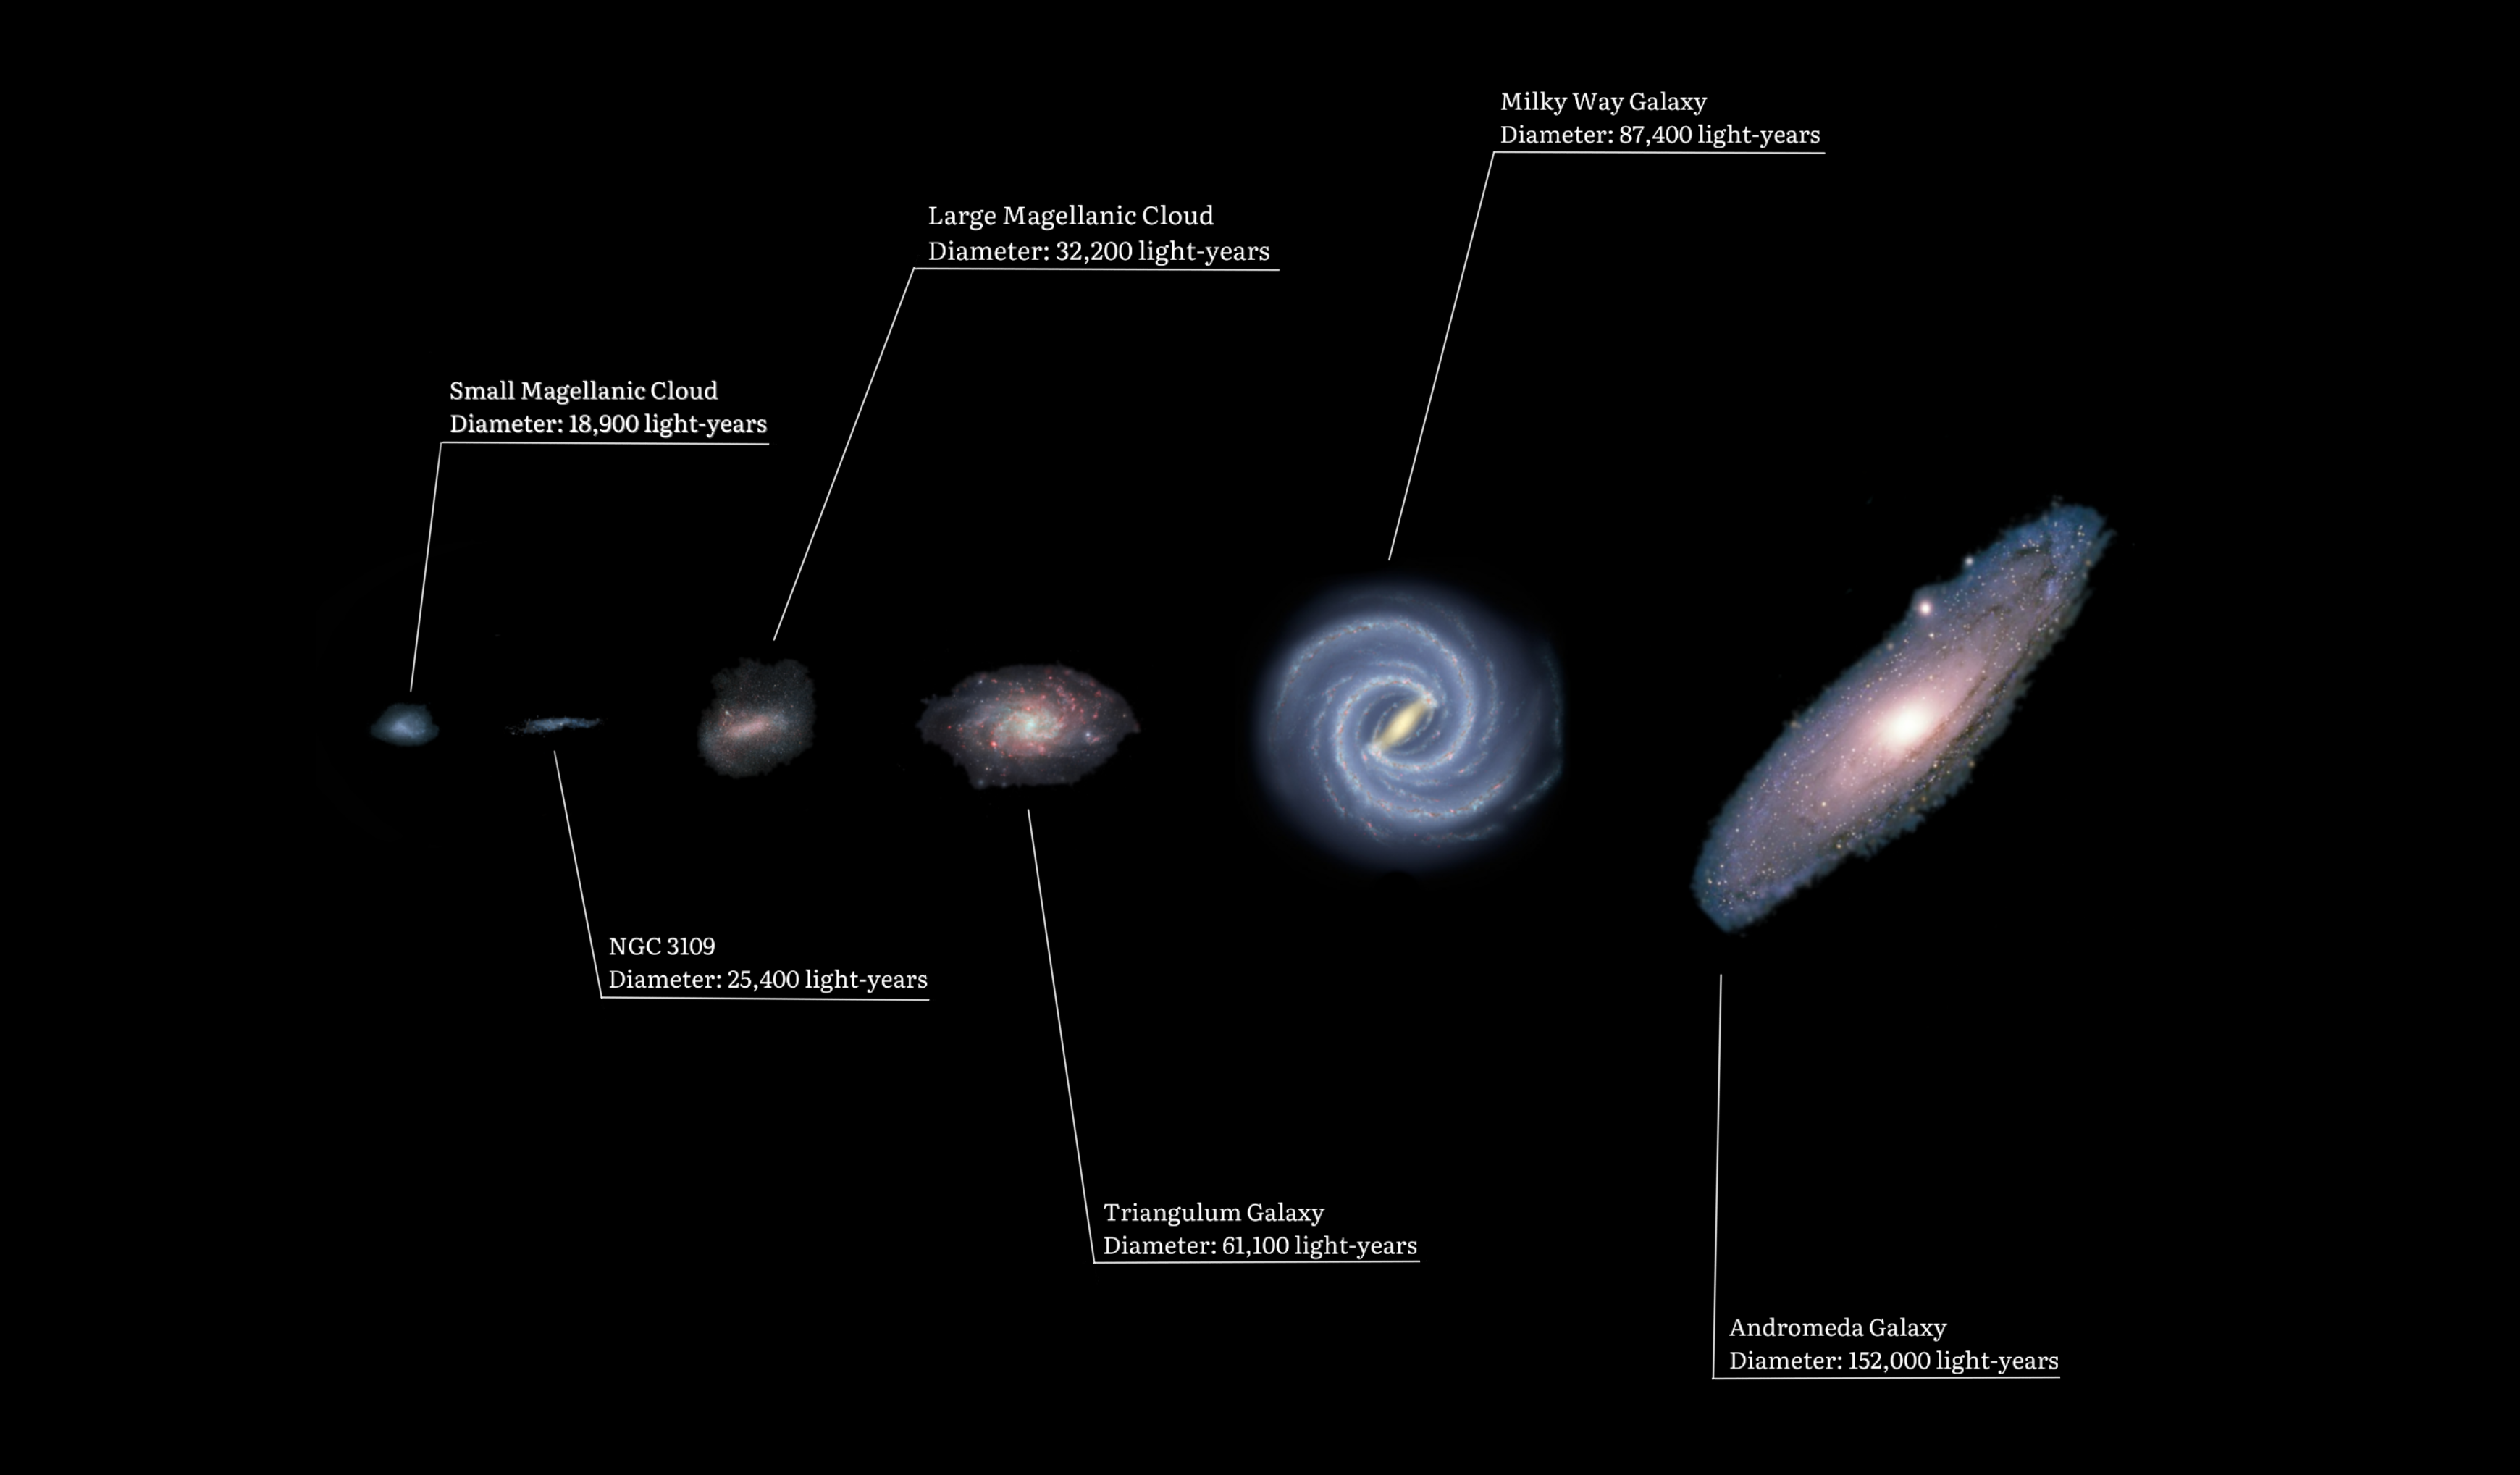 Milky Way Galaxy
Diameter: 87,400 light-years
Large Magellanic Cloud
Diameter: 32,200 light-years
Small Magellanic Cloud
Diameter: 18,900 light-years
NGC 3109
Diameter: 25,400 light-years
Triangulum Galaxy
Diameter: 61,100 light-years
Andromeda Galaxy
Diameter: 152,000 light-years